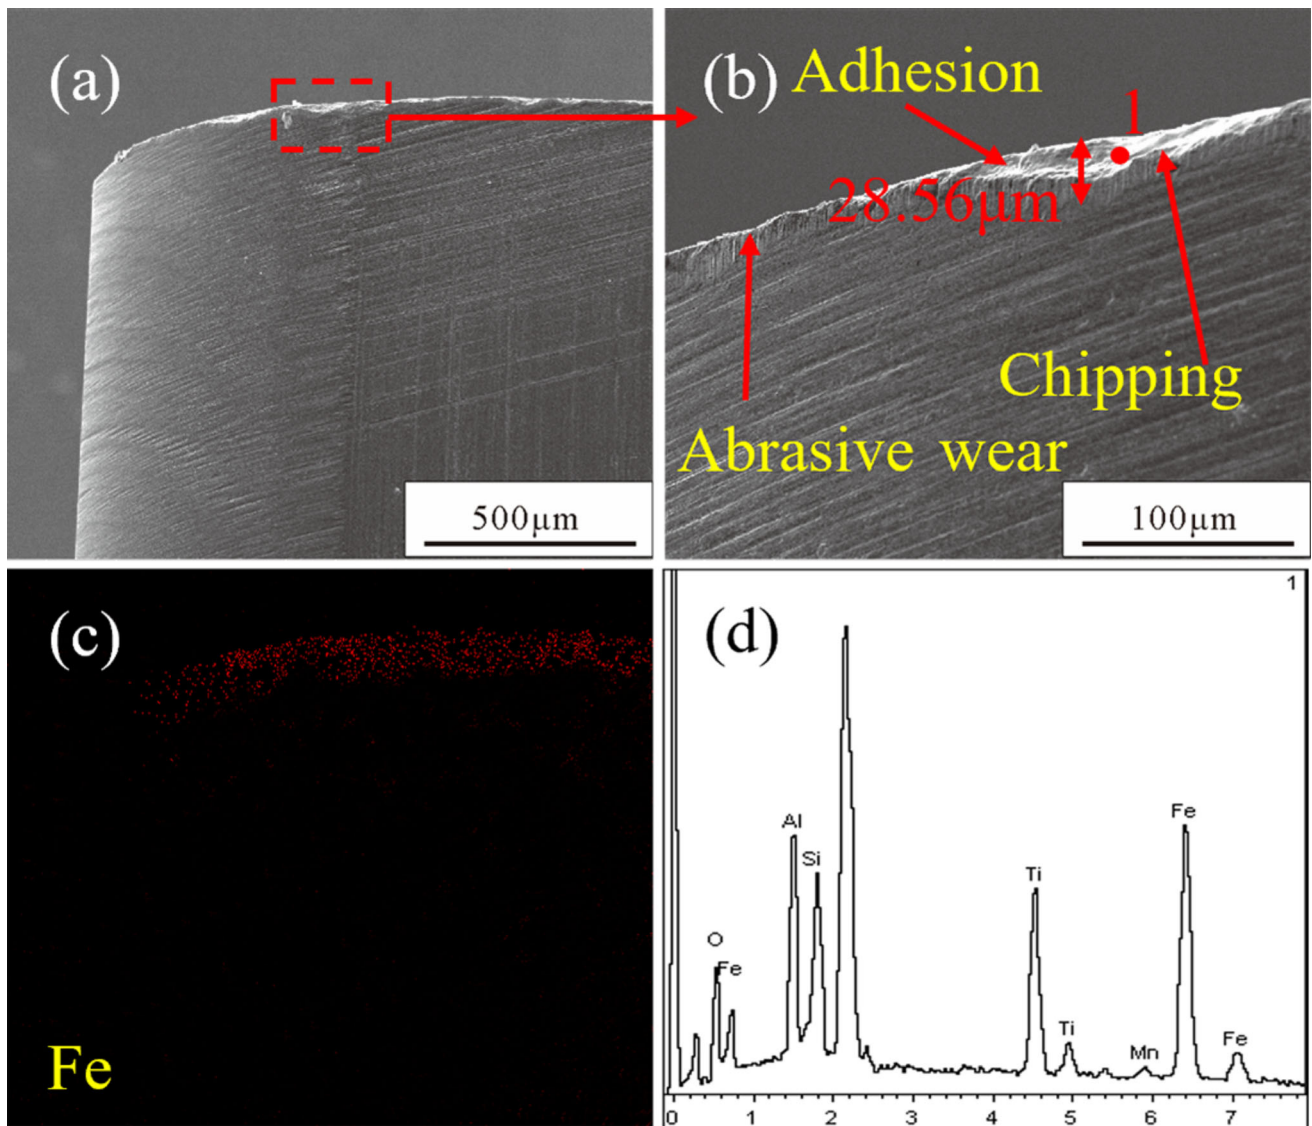 (a)
500μm
(b)
Adhesion
1
28.56μm
Chipping
Abrasive wear
100μm
(c)
Fe
(d)
1
Al
Si
O
Fe
Ti
Ti
Mn
Fe
Fe
0 1 2 3 4 5 6 7